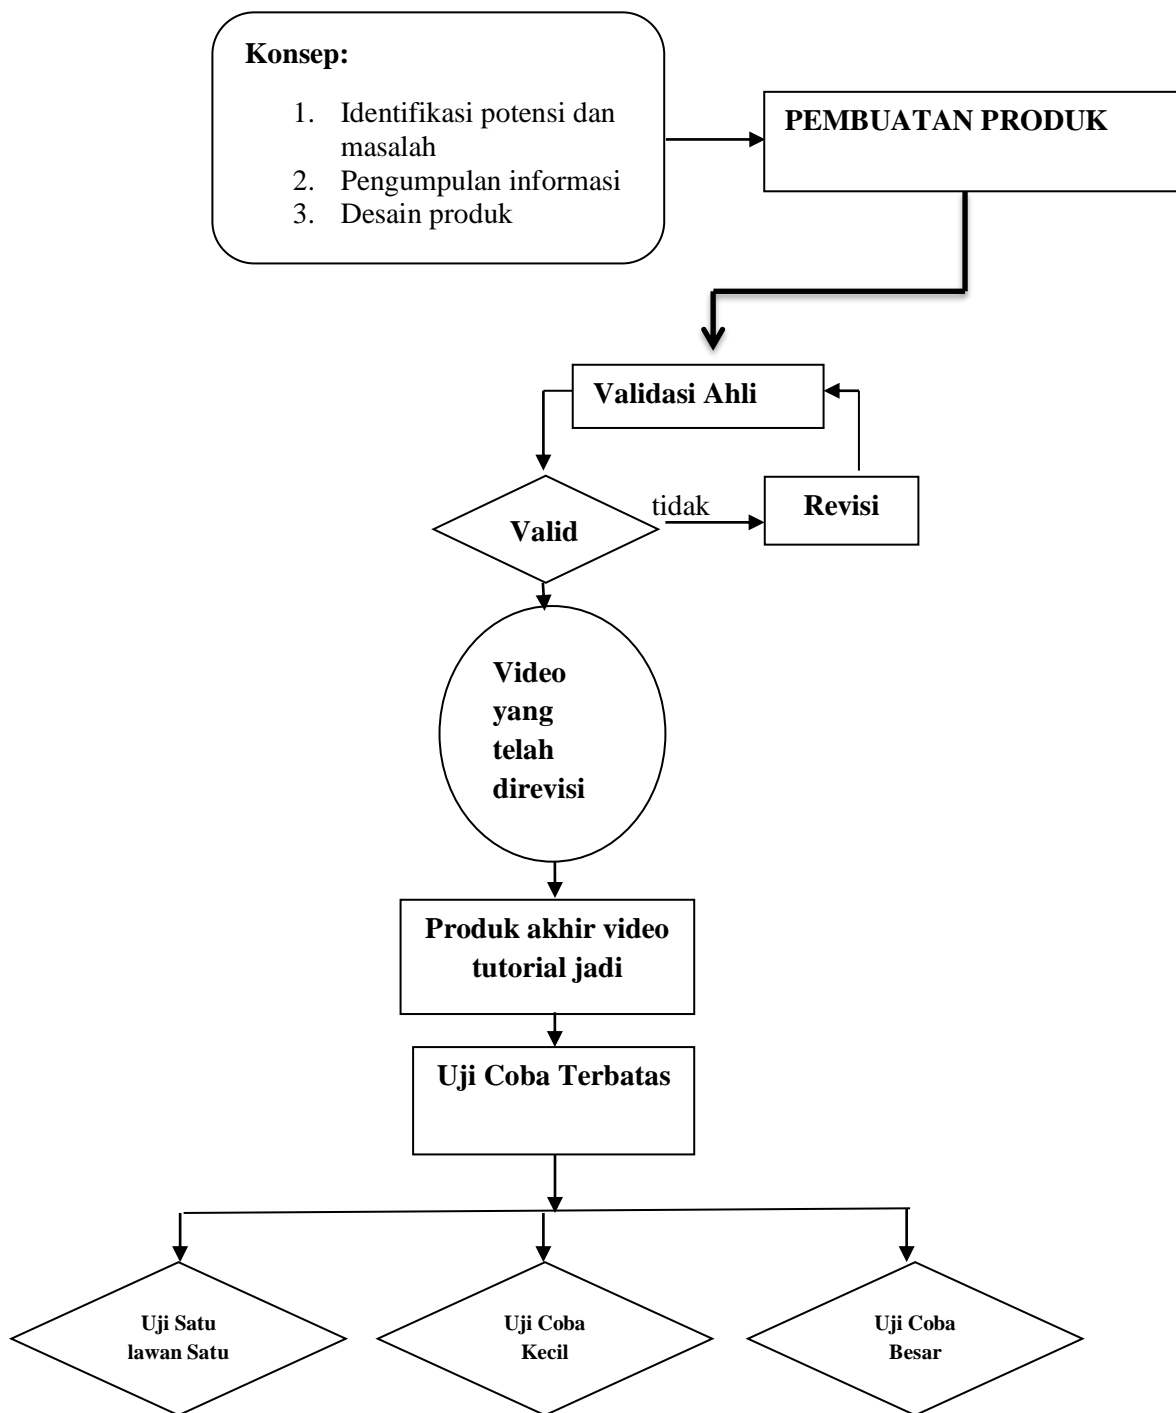 Konsep:
1. Identifikasi potensi dan
masalah
2. Pengumpulan informasi
3. Desain produk
PEMBUATAN PRODUK
Validasi Ahli
Valid
tidak
Revisi
Video
yang
telah
direvisi
Produk akhir video
tutorial jadi
Uji Coba Terbatas
Uji Satu
lawan Satu
Uji Coba
Kecil
Uji Coba
Besar